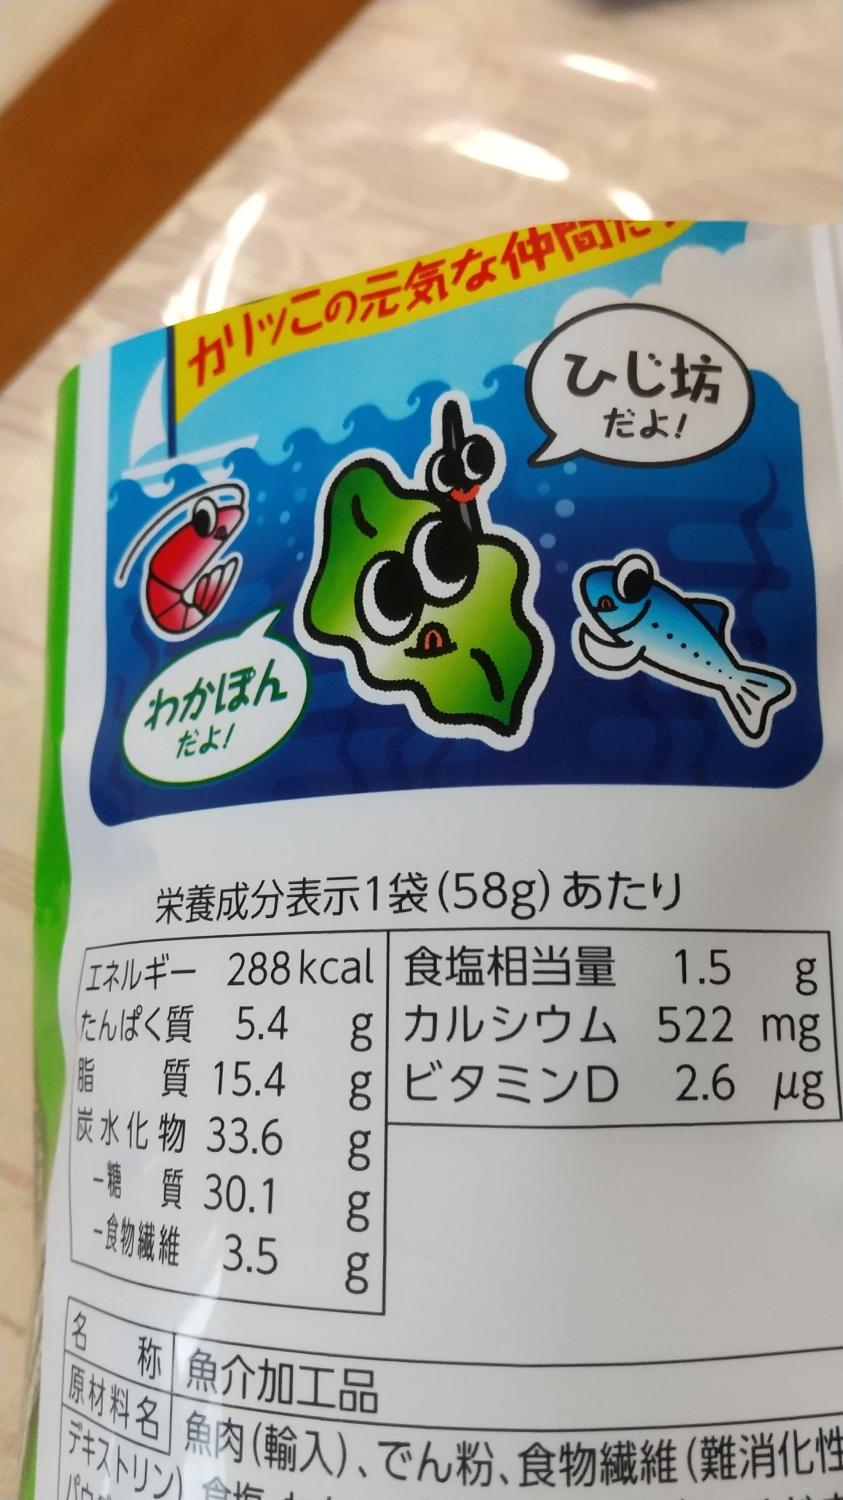 カリッこの元気な仲間だ
ひじ坊
だよ!
わかぽん
だよ!
栄養成分表示1袋(58g)あたり
エネルギー 288kcal
たんぱく質 5.4 g
脂質 15.4 g
炭水化物 33.6 g
-糖質 30.1 g
-食物繊維 3.5 g
食塩相当量 1.5 g
カルシウム 522 mg
ビタミンD 2.6 μg
名称 魚介加工品
原材料名 魚肉(輸入)、でん粉、食物繊維(難消化性
デキストリン)、食塩